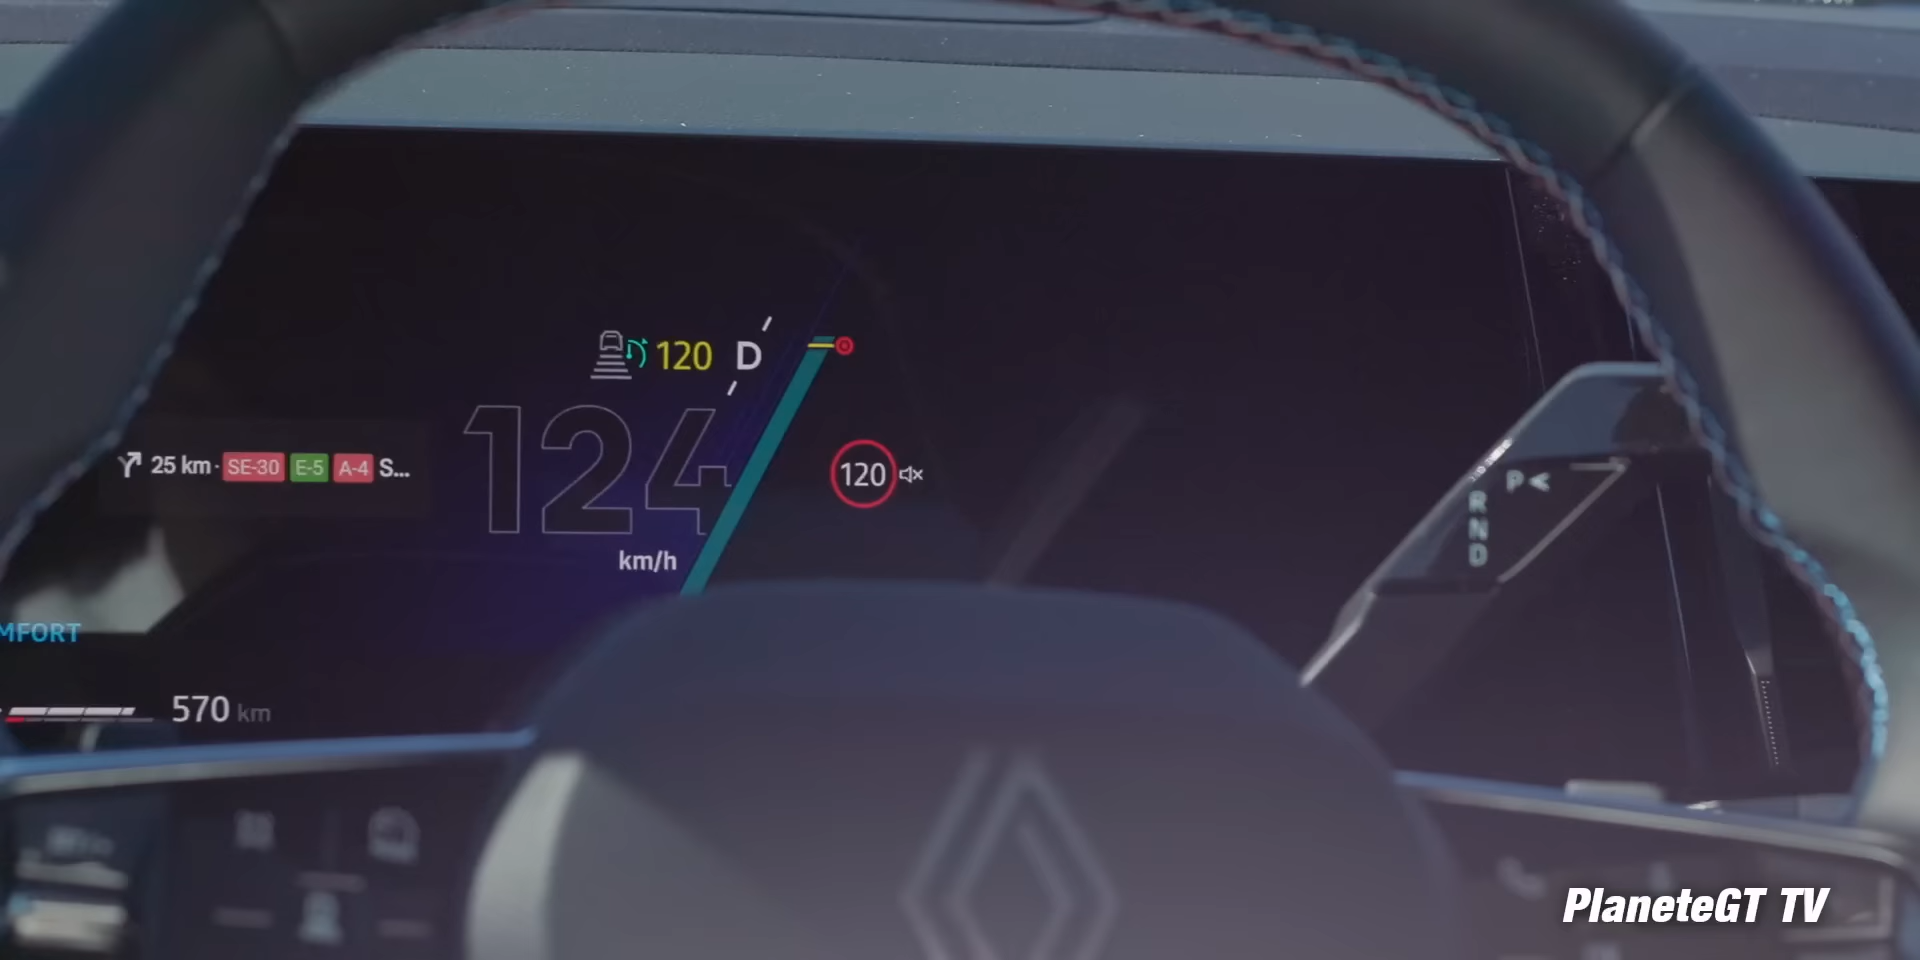 120 D
124
km/h
25 km · SE-30 E-5 A-4 S...
120
P
R
N
D
MFORT
570 km
PlaneteGT TV